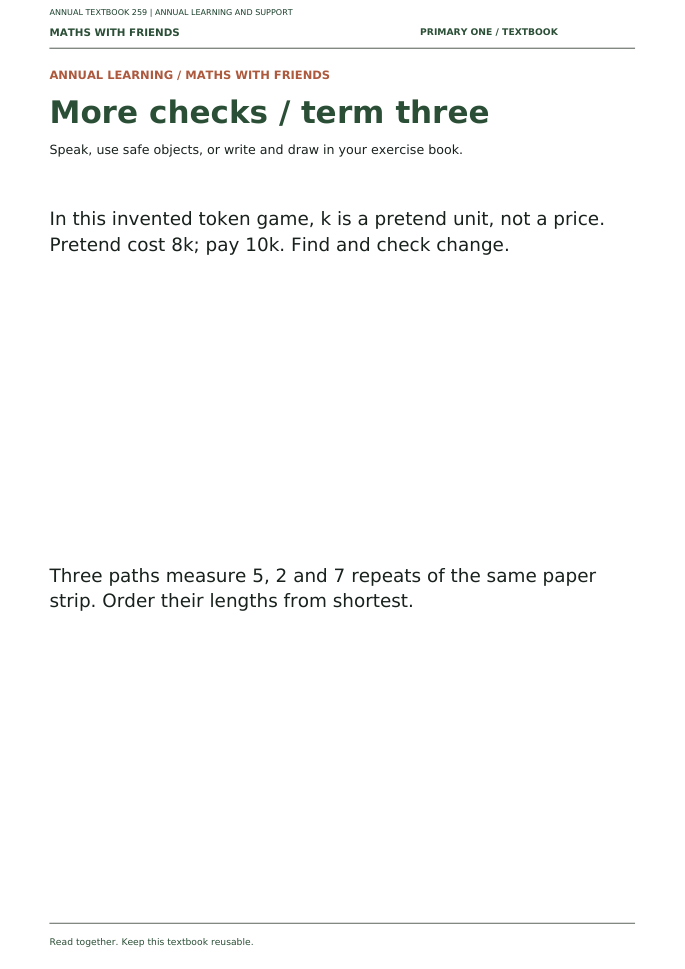 ANNUAL TEXTBOOK 259 | ANNUAL LEARNING AND SUPPORT
MATHS WITH FRIENDS
PRIMARY ONE / TEXTBOOK
ANNUAL LEARNING / MATHS WITH FRIENDS
More checks / term three
Speak, use safe objects, or write and draw in your exercise book.
In this invented token game, k is a pretend unit, not a price.
Pretend cost 8k; pay 10k. Find and check change.
Three paths measure 5, 2 and 7 repeats of the same paper
strip. Order their lengths from shortest.
Read together. Keep this textbook reusable.